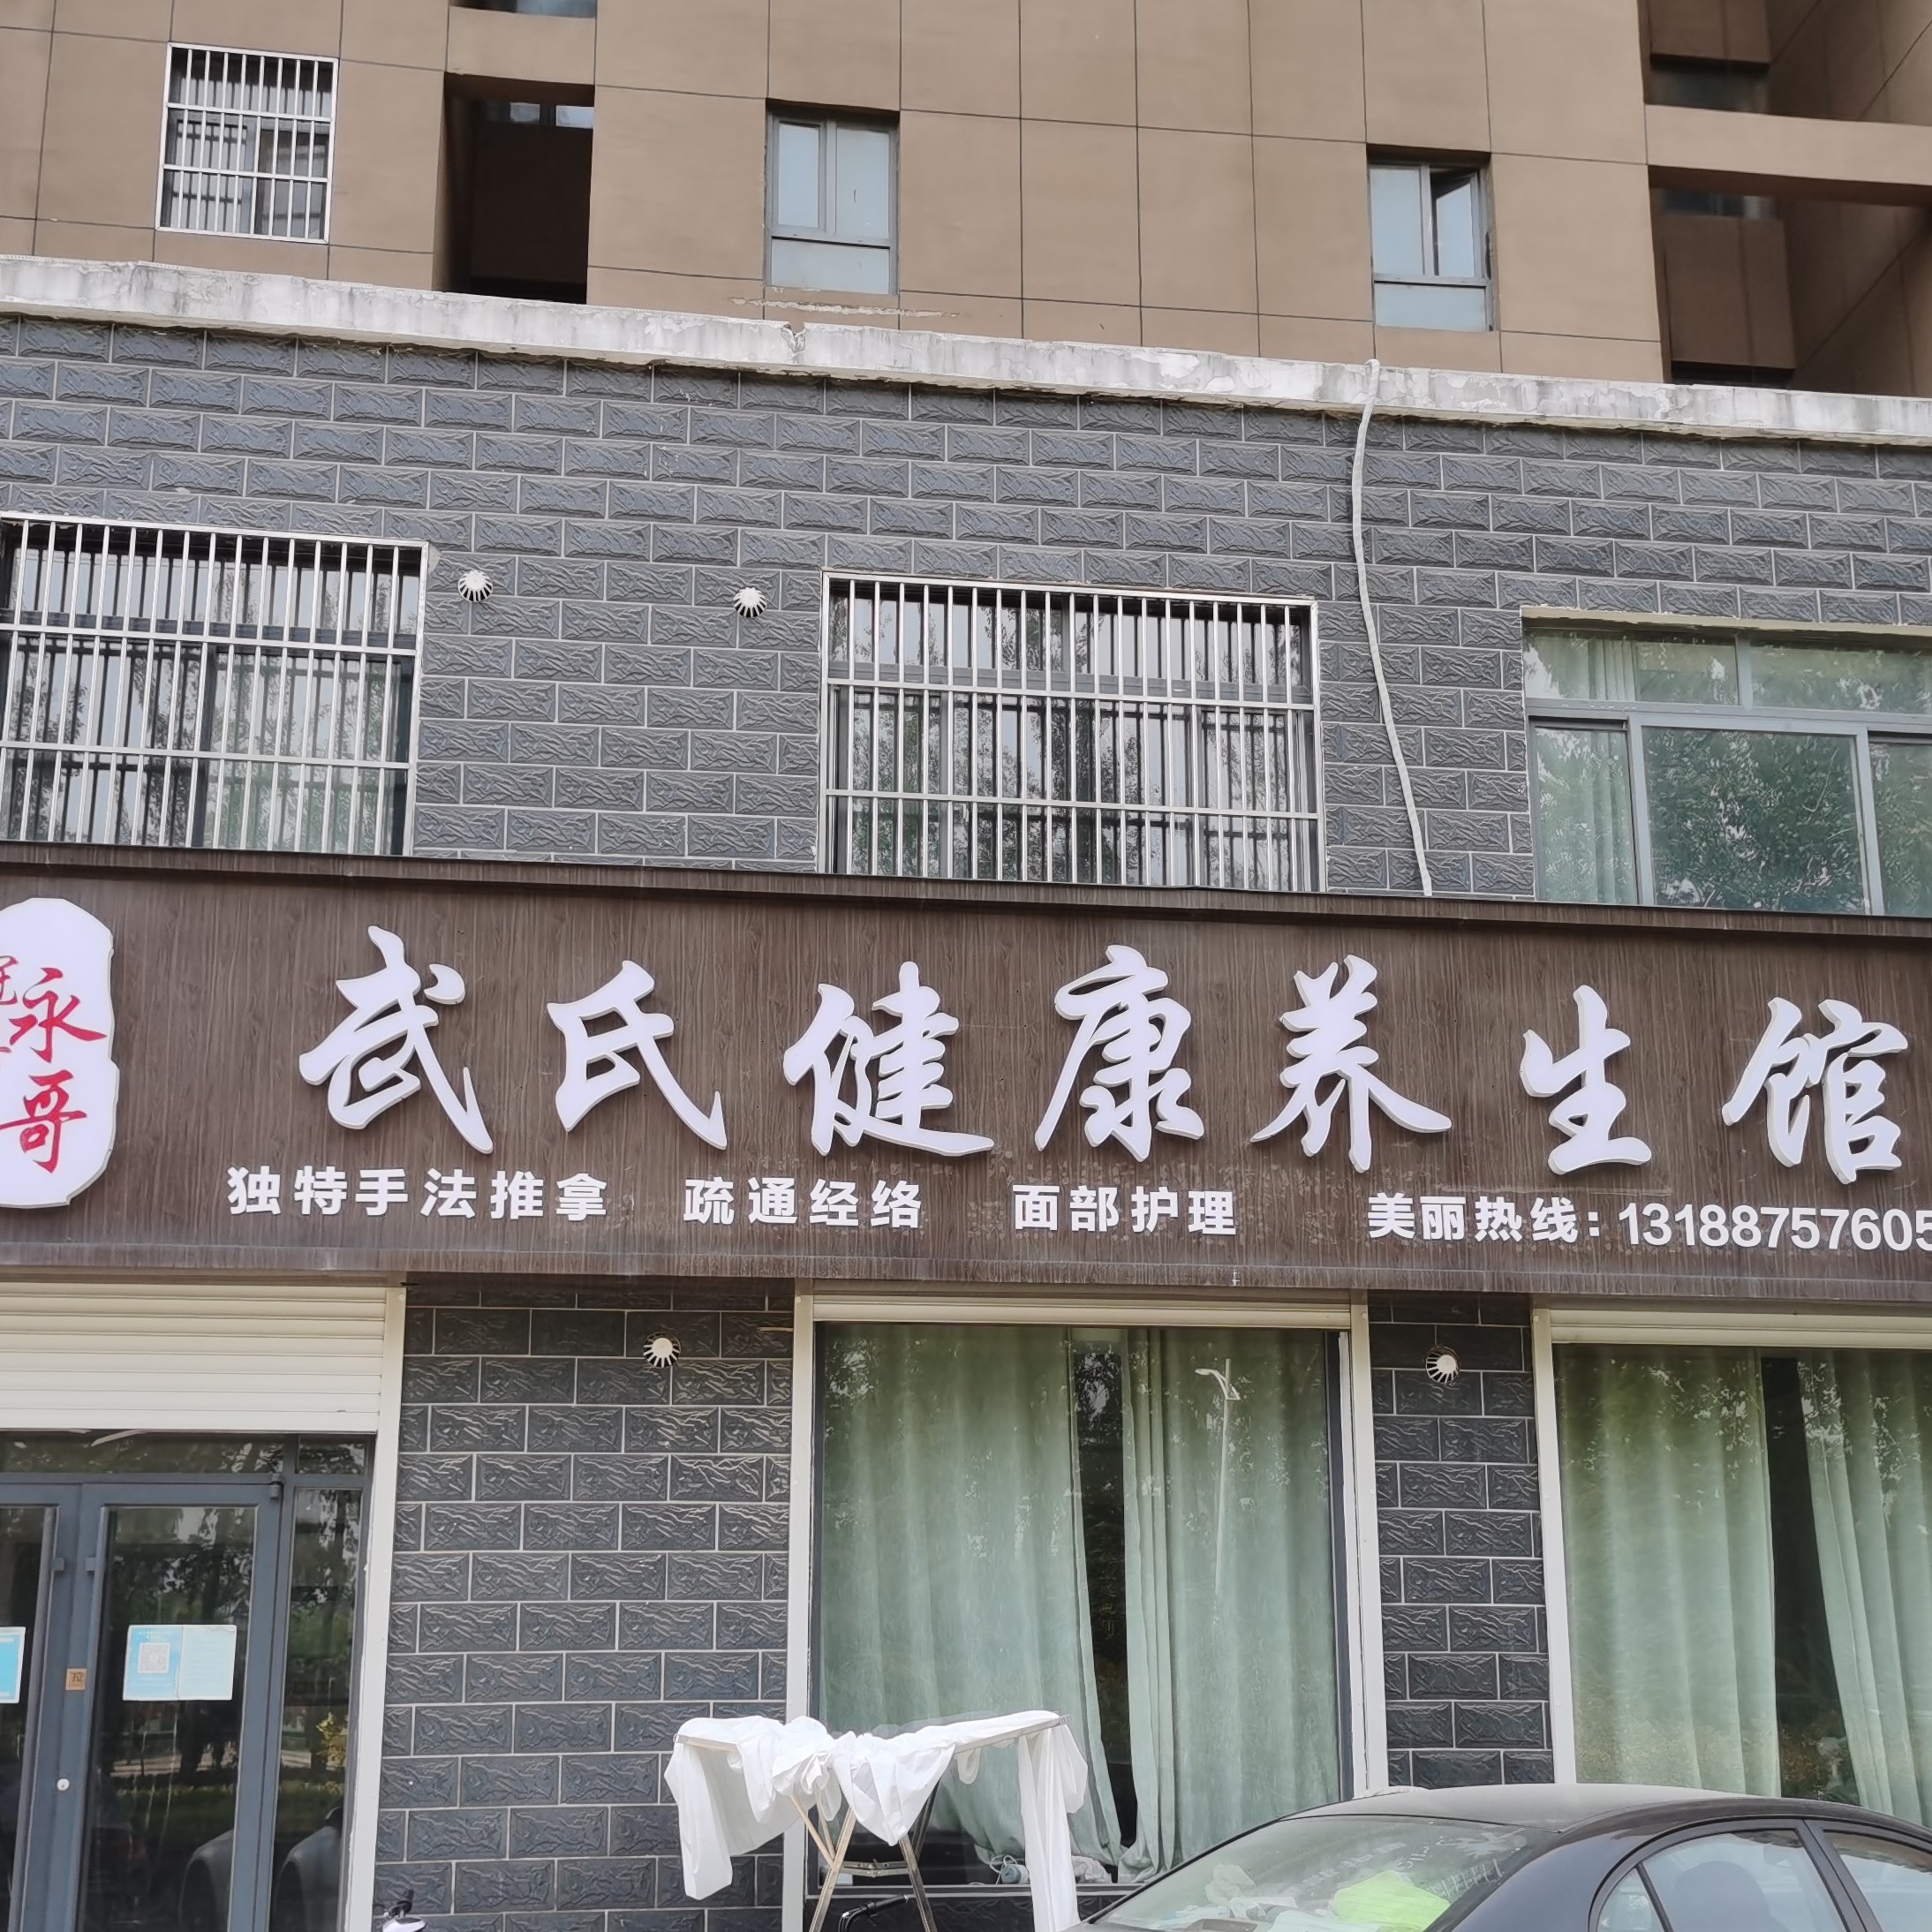 永
哥
武氏健康养生馆
独特手法推拿 疏通经络 面部护理 美丽热线:13188757605